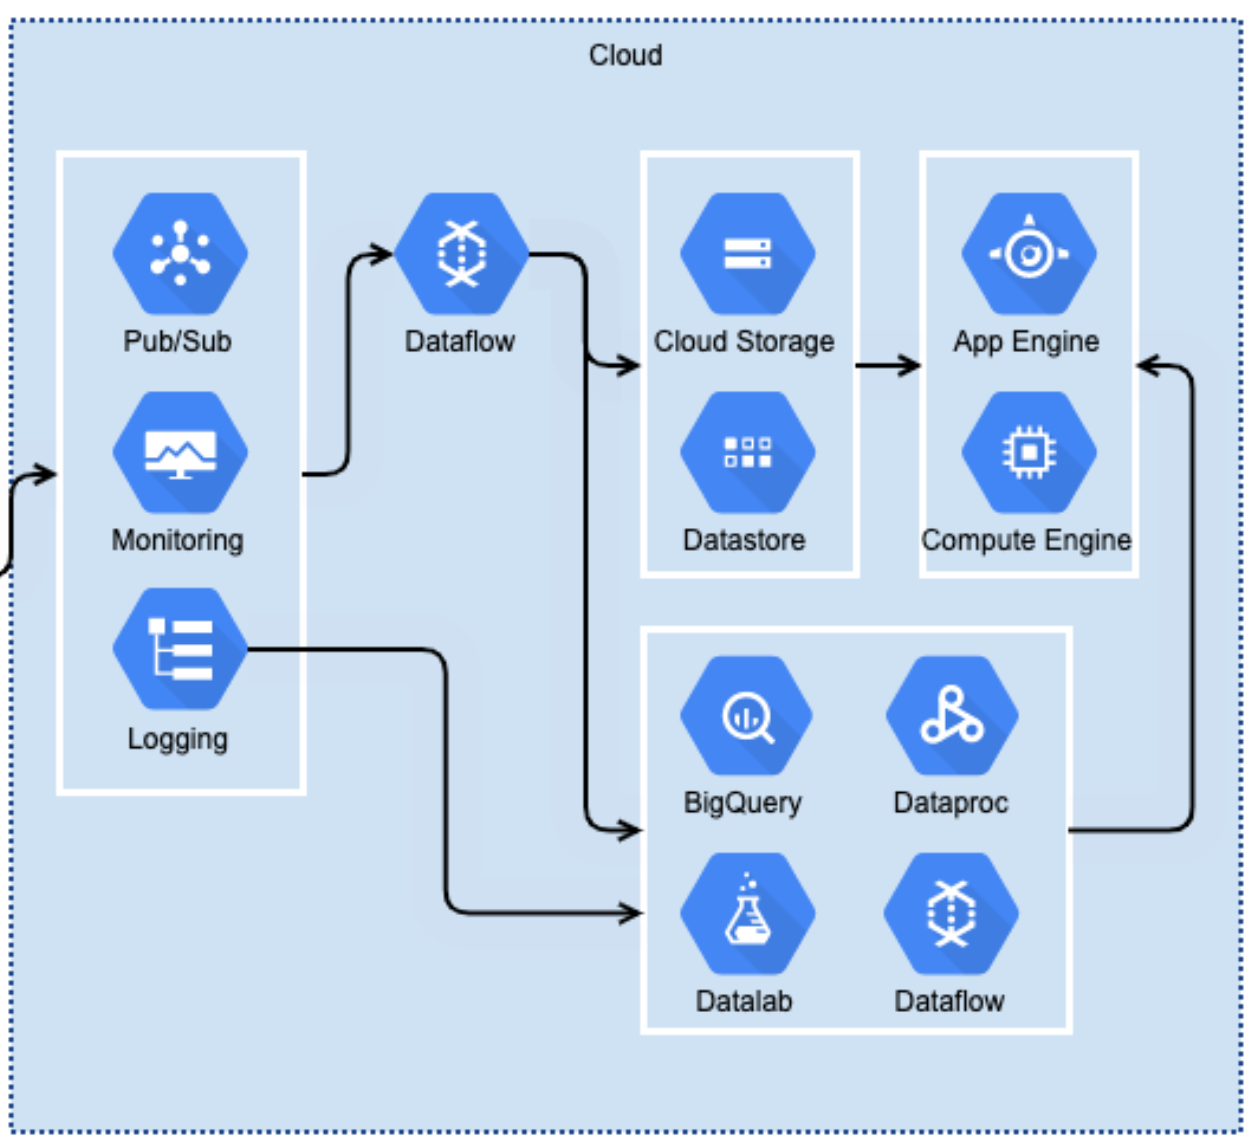 Cloud
Pub/Sub
Monitoring
Logging
Dataflow
Cloud Storage
Datastore
App Engine
Compute Engine
BigQuery
Dataproc
Datalab
Dataflow